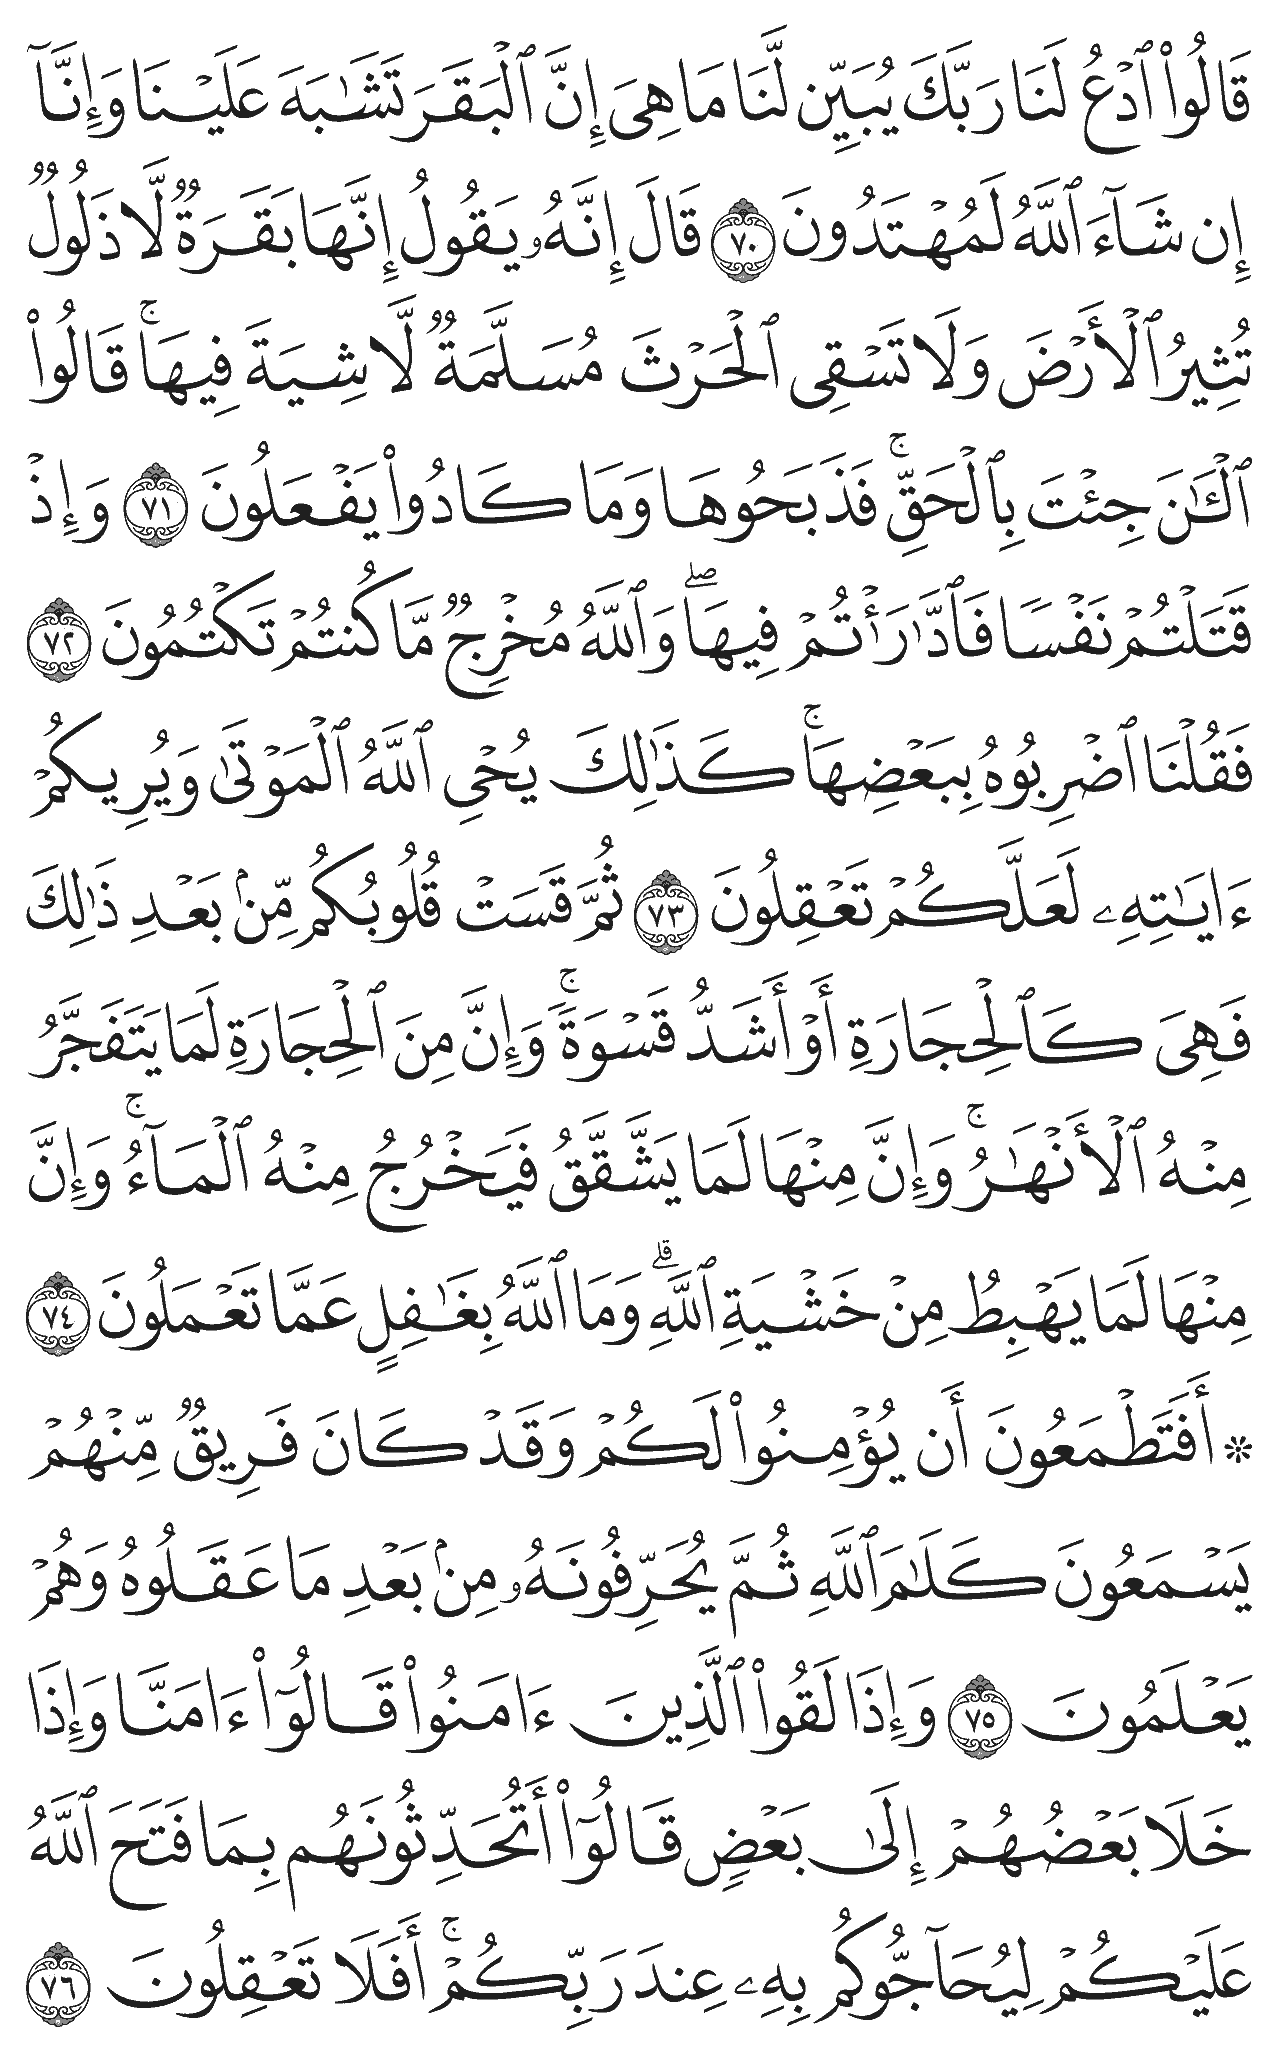 قَالُوا۟ ٱدْعُ لَنَا رَبَّكَ يُبَيِّن لَّنَا مَا هِىَ إِنَّ ٱلْبَقَرَ تَشَٰبَهَ عَلَيْنَا وَإِنَّآ
إِن شَآءَ ٱللَّهُ لَمُهْتَدُونَ ٧٠ قَالَ إِنَّهُۥ يَقُولُ إِنَّهَا بَقَرَةٌ لَّا ذَلُولٌ
تُثِيرُ ٱلْأَرْضَ وَلَا تَسْقِى ٱلْحَرْثَ مُسَلَّمَةٌ لَّا شِيَةَ فِيهَا ۚ قَالُوا۟
ٱلْـَٰٔنَ جِئْتَ بِٱلْحَقِّ ۚ فَذَبَحُوهَا وَمَا كَادُوا۟ يَفْعَلُونَ ٧١ وَإِذْ
قَتَلْتُمْ نَفْسًا فَٱدَّٰرَْٰٔتُمْ فِيهَا ۖ وَٱللَّهُ مُخْرِجٌ مَّا كُنتُمْ تَكْتُمُونَ ٧٢
فَقُلْنَا ٱضْرِبُوهُ بِبَعْضِهَا ۚ كَذَٰلِكَ يُحْىِ ٱللَّهُ ٱلْمَوْتَىٰ وَيُرِيكُمْ
ءَايَٰتِهِۦ لَعَلَّكُمْ تَعْقِلُونَ ٧٣ ثُمَّ قَسَتْ قُلُوبُكُم مِّنۢ بَعْدِ ذَٰلِكَ
فَهِىَ كَٱلْحِجَارَةِ أَوْ أَشَدُّ قَسْوَةً ۚ وَإِنَّ مِنَ ٱلْحِجَارَةِ لَمَا يَتَفَجَّرُ
مِنْهُ ٱلْأَنْهَٰرُ ۚ وَإِنَّ مِنْهَا لَمَا يَشَّقَّقُ فَيَخْرُجُ مِنْهُ ٱلْمَآءُ ۚ وَإِنَّ
مِنْهَا لَمَا يَهْبِطُ مِنْ خَشْيَةِ ٱللَّهِ ۗ وَمَا ٱللَّهُ بِغَٰفِلٍ عَمَّا تَعْمَلُونَ ٧٤
۞ أَفَتَطْمَعُونَ أَن يُؤْمِنُوا۟ لَكُمْ وَقَدْ كَانَ فَرِيقٌ مِّنْهُمْ
يَسْمَعُونَ كَلَٰمَ ٱللَّهِ ثُمَّ يُحَرِّفُونَهُۥ مِنۢ بَعْدِ مَا عَقَلُوهُ وَهُمْ
يَعْلَمُونَ ٧٥ وَإِذَا لَقُوا۟ ٱلَّذِينَ ءَامَنُوا۟ قَالُوٓا۟ ءَامَنَّا وَإِذَا
خَلَا بَعْضُهُمْ إِلَىٰ بَعْضٍ قَالُوٓا۟ أَتُحَدِّثُونَهُم بِمَا فَتَحَ ٱللَّهُ
عَلَيْكُمْ لِيُحَآجُّوكُم بِهِۦ عِندَ رَبِّكُمْ ۚ أَفَلَا تَعْقِلُونَ ٧٦